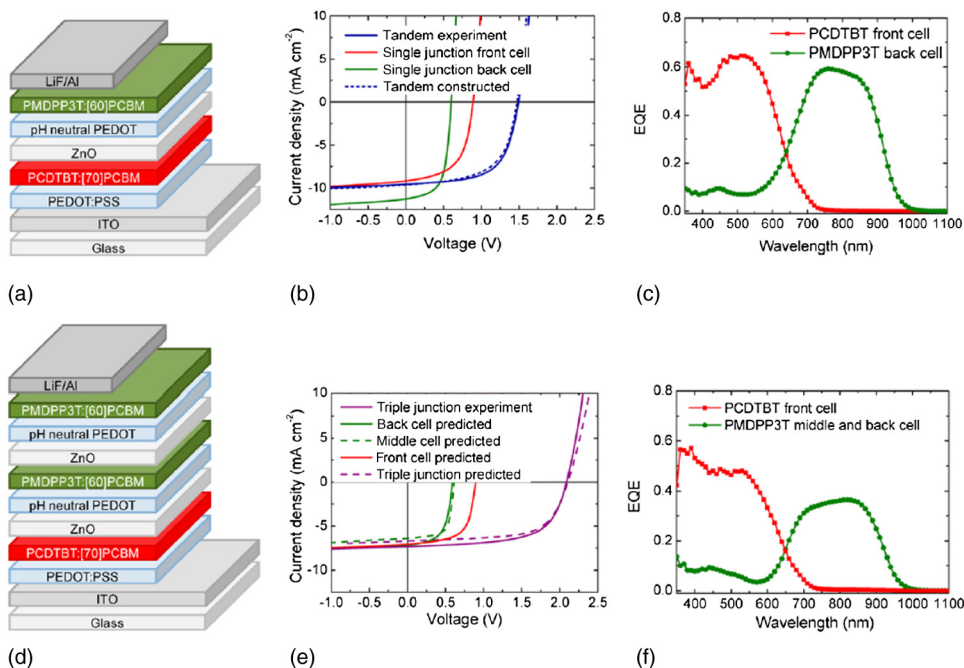 LiF/Al
PMDPP3T:[60]PCBM
pH neutral PEDOT
ZnO
PCDTBT:[70]PCBM
PEDOT:PSS
ITO
Glass
(a)
10
5
0
-5
-10
-1.0 -0.5 0.0 0.5 1.0 1.5 2.0 2.5
Current density (mA cm-2)
Voltage (V)
Tandem experiment
Single junction front cell
Single junction back cell
Tandem constructed
(b)
0.8
0.6
0.4
0.2
0.0
400 500 600 700 800 900 1000 1100
EQE
Wavelength (nm)
PCDTBT front cell
PMDPP3T back cell
(c)
LiF/Al
PMDPP3T:[60]PCBM
pH neutral PEDOT
ZnO
PMDPP3T:[60]PCBM
pH neutral PEDOT
ZnO
PCDTBT:[70]PCBM
PEDOT:PSS
ITO
Glass
(d)
10
5
0
-5
-10
-1.0 -0.5 0.0 0.5 1.0 1.5 2.0 2.5
Current density (mA cm-2)
Voltage (V)
Triple junction experiment
Back cell predicted
Middle cell predicted
Front cell predicted
Triple junction predicted
(e)
0.8
0.6
0.4
0.2
0.0
400 500 600 700 800 900 1000 1100
EQE
Wavelength (nm)
PCDTBT front cell
PMDPP3T middle and back cell
(f)